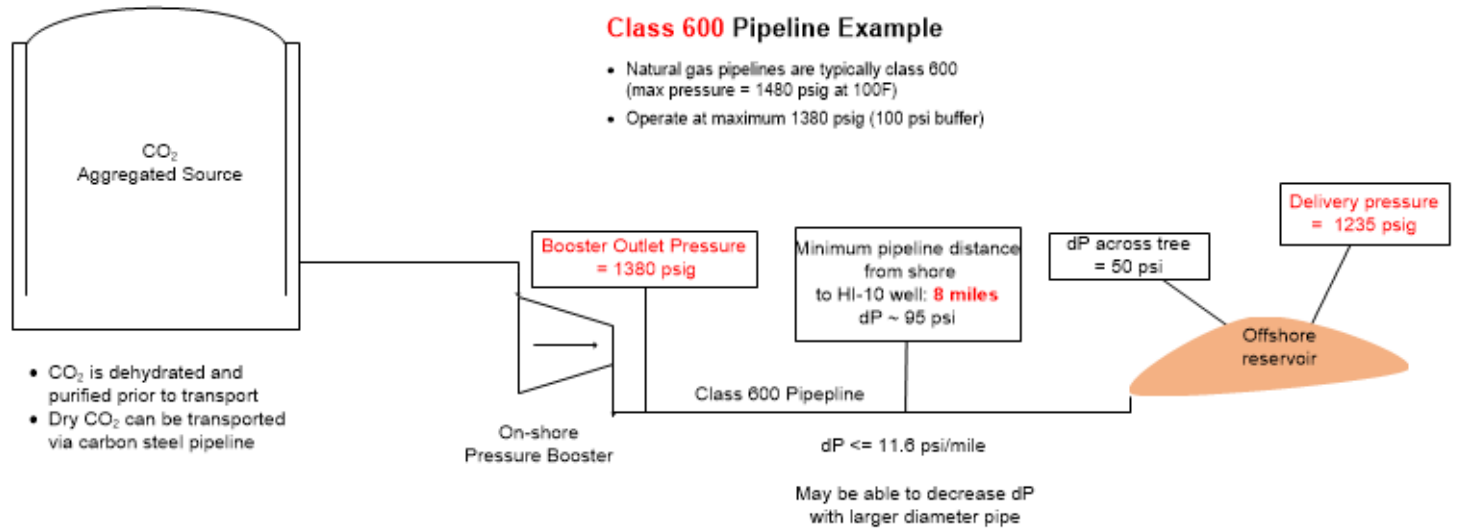 Class 600 Pipeline Example
• Natural gas pipelines are typically class 600
(max pressure = 1480 psig at 100F)
• Operate at maximum 1380 psig (100 psi buffer)
CO₂
Aggregated Source
• CO₂ is dehydrated and
purified prior to transport
• Dry CO₂ can be transported
via carbon steel pipeline
On-shore
Pressure Booster
Booster Outlet Pressure
= 1380 psig
Class 600 Pipepline
Minimum pipeline distance
from shore
to HI-10 well: 8 miles
dP ~ 95 psi
dP <= 11.6 psi/mile
May be able to decrease dP
with larger diameter pipe
dP across tree
= 50 psi
Delivery pressure
= 1235 psig
Offshore
reservoir